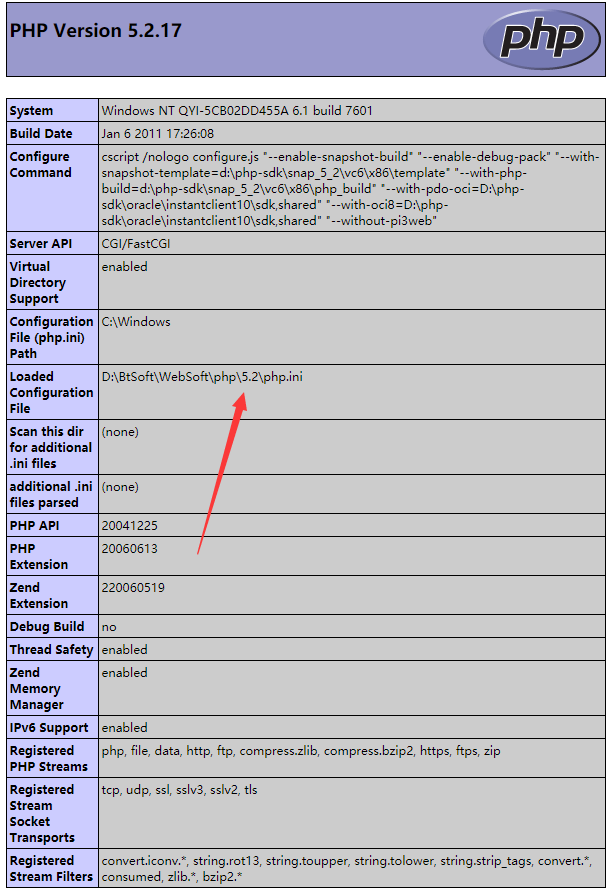 PHP Version 5.2.17
php
System
Windows NT QYI-5CB02DD455A 6.1 build 7601
Build Date
Jan 6 2011 17:26:08
Configure
Command
cscript /nologo configure.js "--enable-snapshot-build" "--enable-debug-pack" "--with-
snapshot-template=d:\php-sdk\snap_5_2\vc6\x86\template" "--with-php-
build=d:\php-sdk\snap_5_2\vc6\x86\php_build" "--with-pdo-oci=D:\php-
sdk\oracle\instantclient10\sdk,shared" "--with-oci8=D:\php-
sdk\oracle\instantclient10\sdk,shared" "--without-pi3web"
Server API
CGI/FastCGI
Virtual
Directory
Support
enabled
Configuration
File (php.ini)
Path
C:\Windows
Loaded
Configuration
File
D:\BtSoft\WebSoft\php\5.2\php.ini
Scan this dir
for additional
.ini files
(none)
additional .ini
files parsed
(none)
PHP API
20041225
PHP
Extension
20060613
Zend
Extension
220060519
Debug Build
no
Thread Safety
enabled
Zend
Memory
Manager
enabled
IPv6 Support
enabled
Registered
PHP Streams
php, file, data, http, ftp, compress.zlib, compress.bzip2, https, ftps, zip
Registered
Stream
Socket
Transports
tcp, udp, ssl, sslv3, sslv2, tls
Registered
Stream Filters
convert.iconv.*, string.rot13, string.toupper, string.tolower, string.strip_tags, convert.*,
consumed, zlib.*, bzip2.*